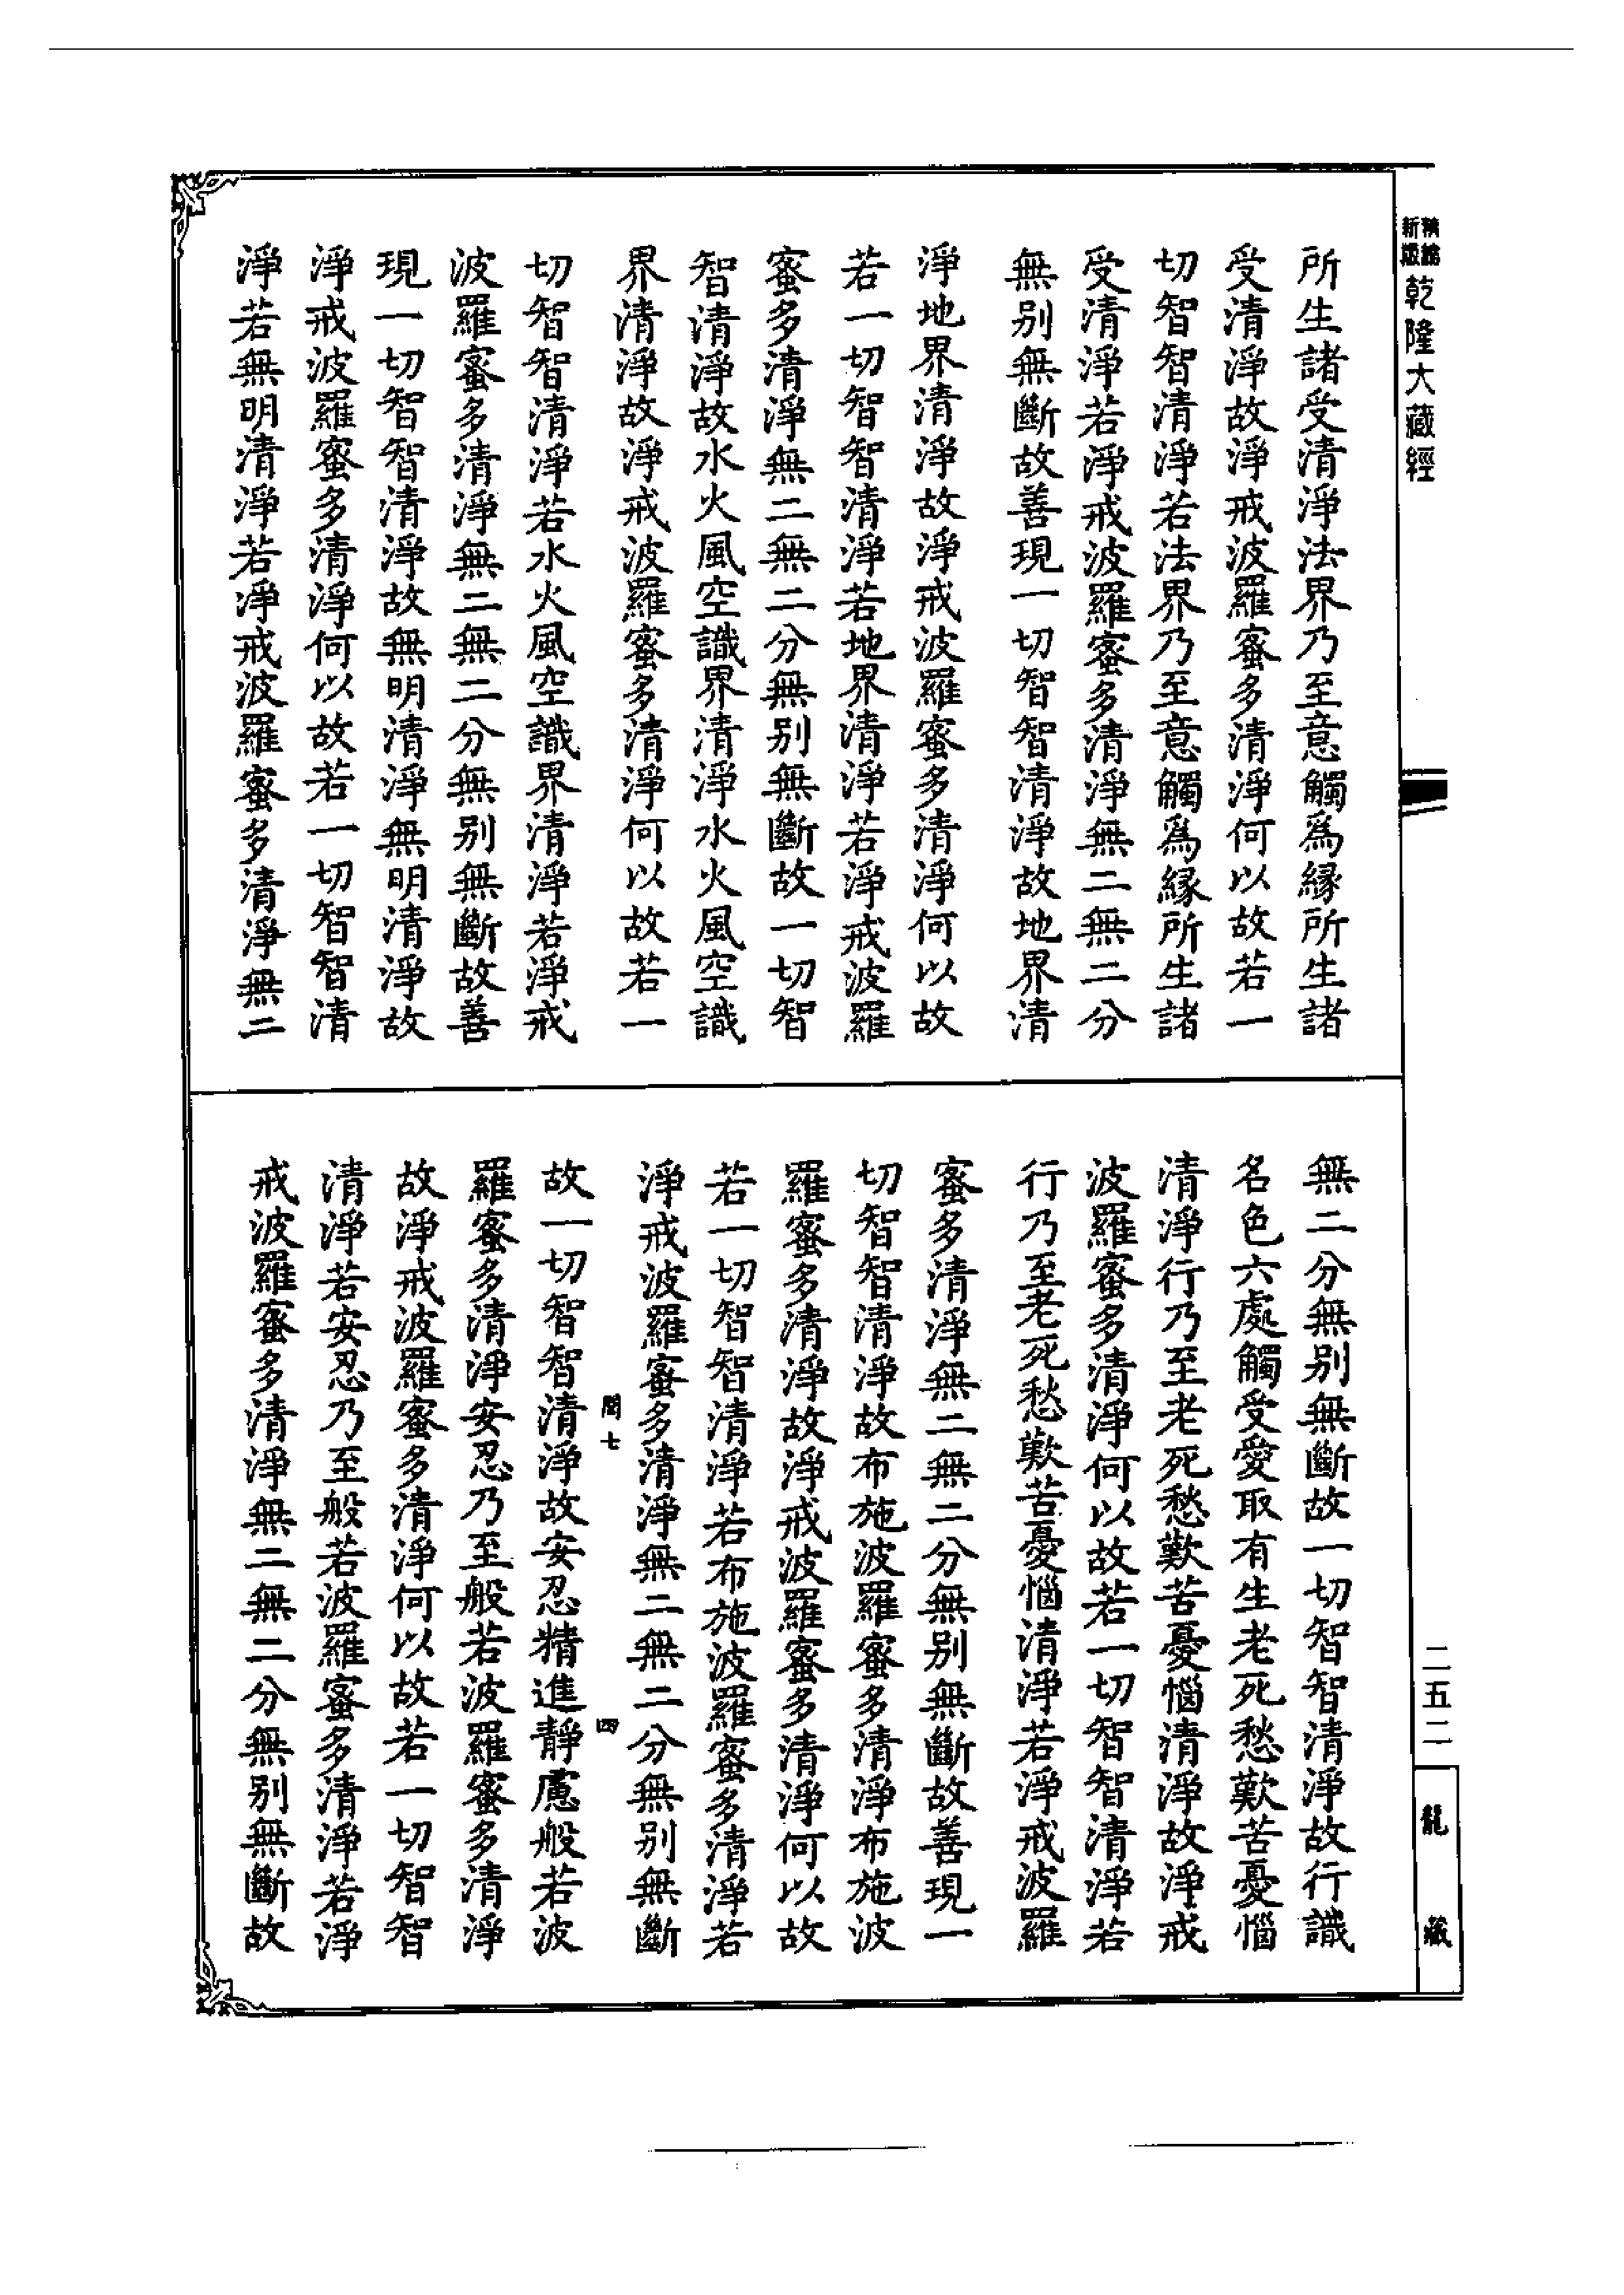 新版 精縮 乾隆大藏經
所生諸受清淨法界乃至意觸為緣所生諸
受清淨故淨戒波羅蜜多清淨何以故若一
切智智清淨若法界乃至意觸為緣所生諸
受清淨若淨戒波羅蜜多清淨無二無二分
無别無斷故善現一切智智清淨故地界清
淨地界清淨故淨戒波羅蜜多清淨何以故
若一切智智清淨若地界清淨若淨戒波羅
蜜多清淨無二無二分無别無斷故一切智
智清淨故水火風空識界清淨水火風空識
界清淨故淨戒波羅蜜多清淨何以故若一
切智智清淨若水火風空識界清淨若淨戒
波羅蜜多清淨無二無二分無别無斷故善
現一切智智清淨故無明清淨無明清淨故
淨戒波羅蜜多清淨何以故若一切智智清
淨若無明清淨若淨戒波羅蜜多清淨無二
無二分無别無斷故一切智智清淨故行識
名色六處觸受愛取有生老死愁歎苦憂惱
清淨行乃至老死愁歎苦憂惱清淨故淨戒
波羅蜜多清淨何以故若一切智智清淨若
行乃至老死愁歎苦憂惱清淨若淨戒波羅
蜜多清淨無二無二分無别無斷故善現一
切智智清淨故布施波羅蜜多清淨布施波
羅蜜多清淨故淨戒波羅蜜多清淨何以故
若一切智智清淨若布施波羅蜜多清淨若
淨戒波羅蜜多清淨無二無二分無别無斷
四
故一切智智清淨故安忍精進靜慮般若波
羅蜜多清淨安忍乃至般若波羅蜜多清淨
故淨戒波羅蜜多清淨何以故若一切智智
清淨若安忍乃至般若波羅蜜多清淨若淨
戒波羅蜜多清淨無二無二分無别無斷故
二五二
龍藏